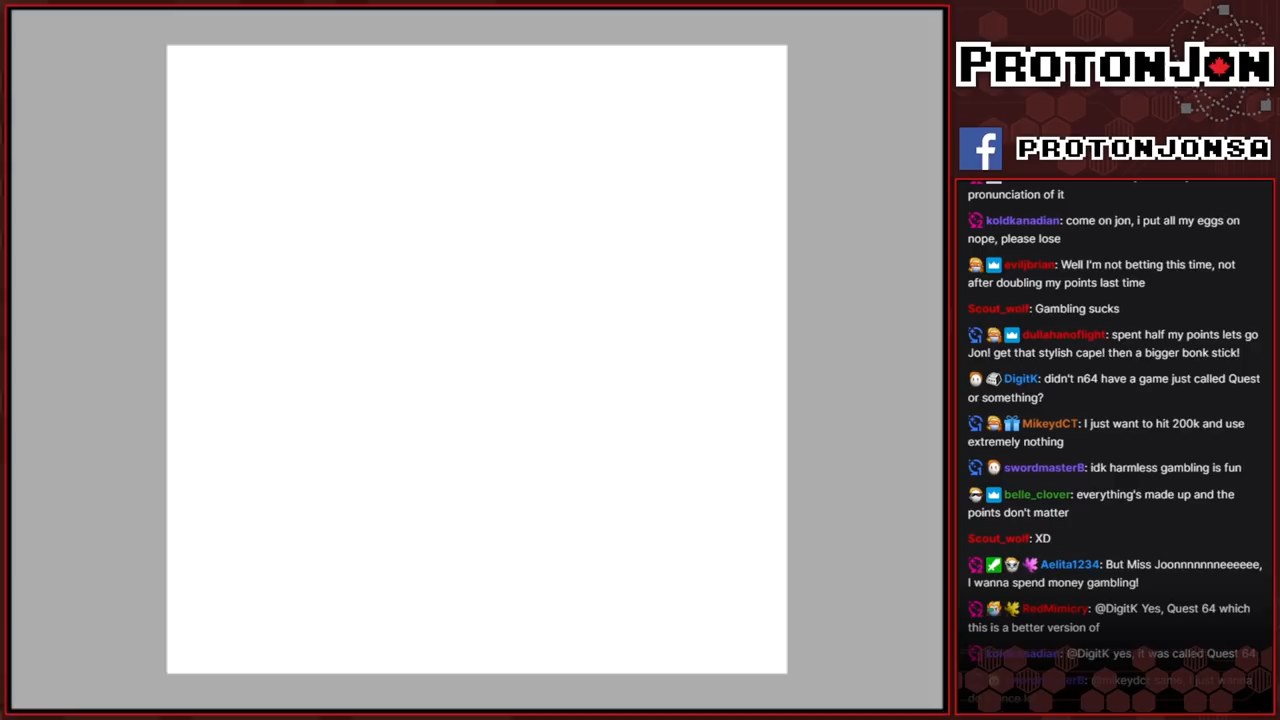 PROTONJON
PROTONJONSA
pronunciation of it
koldkanadian: come on jon, i put all my eggs on
nope, please lose
eviljbrian: Well I'm not betting this time, not
after doubling my points last time
Scout_wolf: Gambling sucks
dullahanoflight: spent half my points lets go
Jon! get that stylish cape! then a bigger bonk stick!
DigitK: didn't n64 have a game just called Quest
or something?
MikeydCT: I just want to hit 200k and use
extremely nothing
swordmasterB: idk harmless gambling is fun
belle_clover: everything's made up and the
points don't matter
Scout_wolf: XD
Aelita1234: But Miss Joonnnnnnneeeeee,
I wanna spend money gambling!
RedMimicry: @DigitK Yes, Quest 64 which
this is a better version of
koldkanadian: @DigitK yes, it was called Quest 64
same, I just wanna